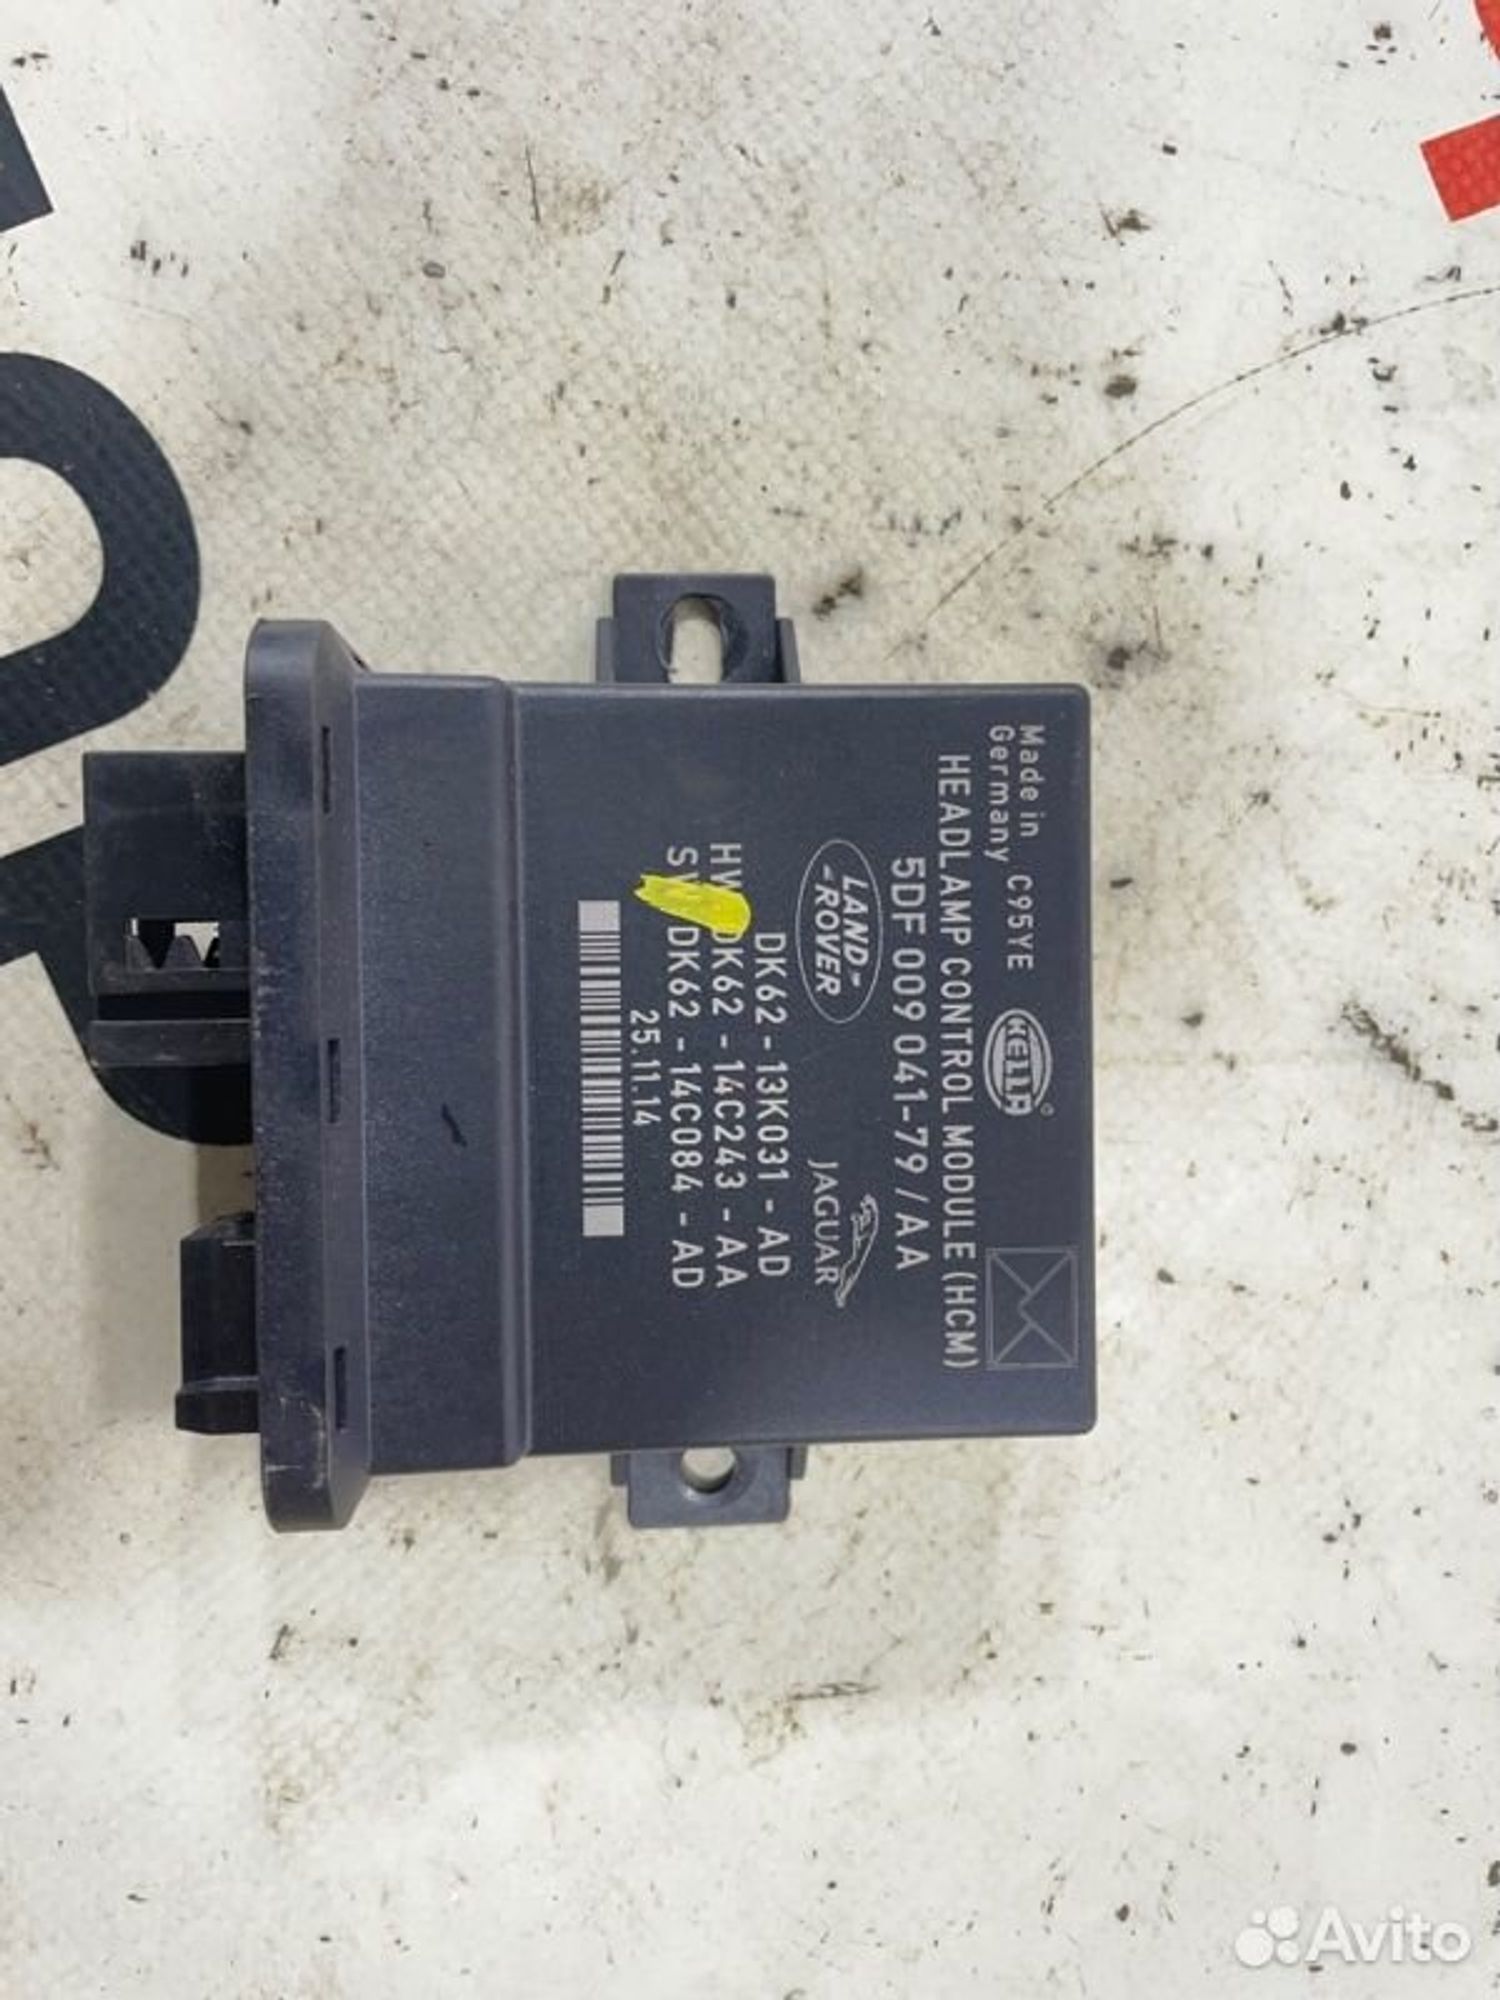 Made in
Germany C95YE
HELLA
HEADLAMP CONTROL MODULE (HCM)
5DF 009 041-79 / AA
LAND-
-ROVER
JAGUAR
DK62 - 13K031 - AD
HW DK62 - 14C243 - AA
DK62 - 14C084 - AD
25.11.14
Avito